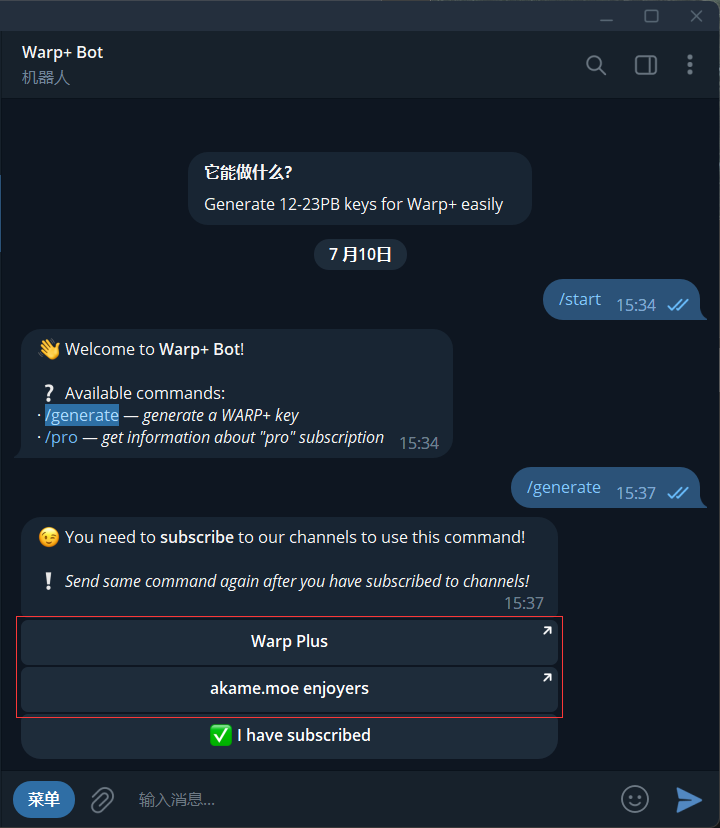 Warp+ Bot
机器人
它能做什么?
Generate 12-23PB keys for Warp+ easily
7 月10日
/start 15:34
👋 Welcome to Warp+ Bot!
❔ Available commands:
· /generate — generate a WARP+ key
· /pro — get information about "pro" subscription 15:34
/generate 15:37
😉 You need to subscribe to our channels to use this command!
❕ Send same command again after you have subscribed to channels!
15:37
Warp Plus
akame.moe enjoyers
✅ I have subscribed
菜单 输入消息...